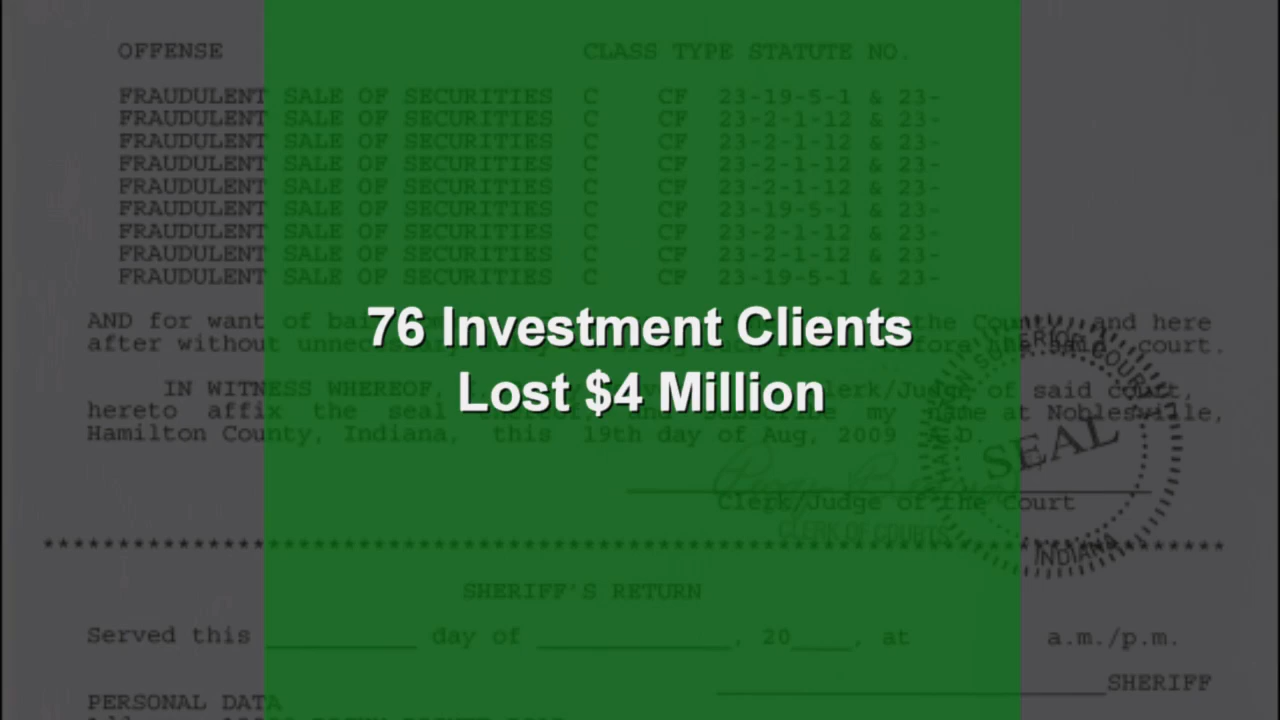 OFFENSE CLASS TYPE STATUTE NO.
FRAUDULENT SALE OF SECURITIES C CF 23-19-5-1 & 23-
FRAUDULENT SALE OF SECURITIES C CF 23-2-1-12 & 23-
FRAUDULENT SALE OF SECURITIES C CF 23-2-1-12 & 23-
FRAUDULENT SALE OF SECURITIES C CF 23-2-1-12 & 23-
FRAUDULENT SALE OF SECURITIES C CF 23-2-1-12 & 23-
FRAUDULENT SALE OF SECURITIES C CF 23-19-5-1 & 23-
FRAUDULENT SALE OF SECURITIES C CF 23-2-1-12 & 23-
FRAUDULENT SALE OF SECURITIES C CF 23-2-1-12 & 23-
FRAUDULENT SALE OF SECURITIES C CF 23-19-5-1 & 23-
76 Investment Clients
Lost $4 Million
AND for want of the and here
after without court.
IN WITNESS WHEREOF, Clerk/Judge of said court,
hereto affix the seal my name at Noblesville,
Hamilton County, Indiana, this 19th day of Aug, 2009
Clerk/Judge of the Court
CLERK OF COURTS
SEAL
INDIANA
********************************************************************************
SHERIFF'S RETURN
Served this ________ day of __________, 20___, at a.m./p.m.
____________________SHERIFF
PERSONAL DATA